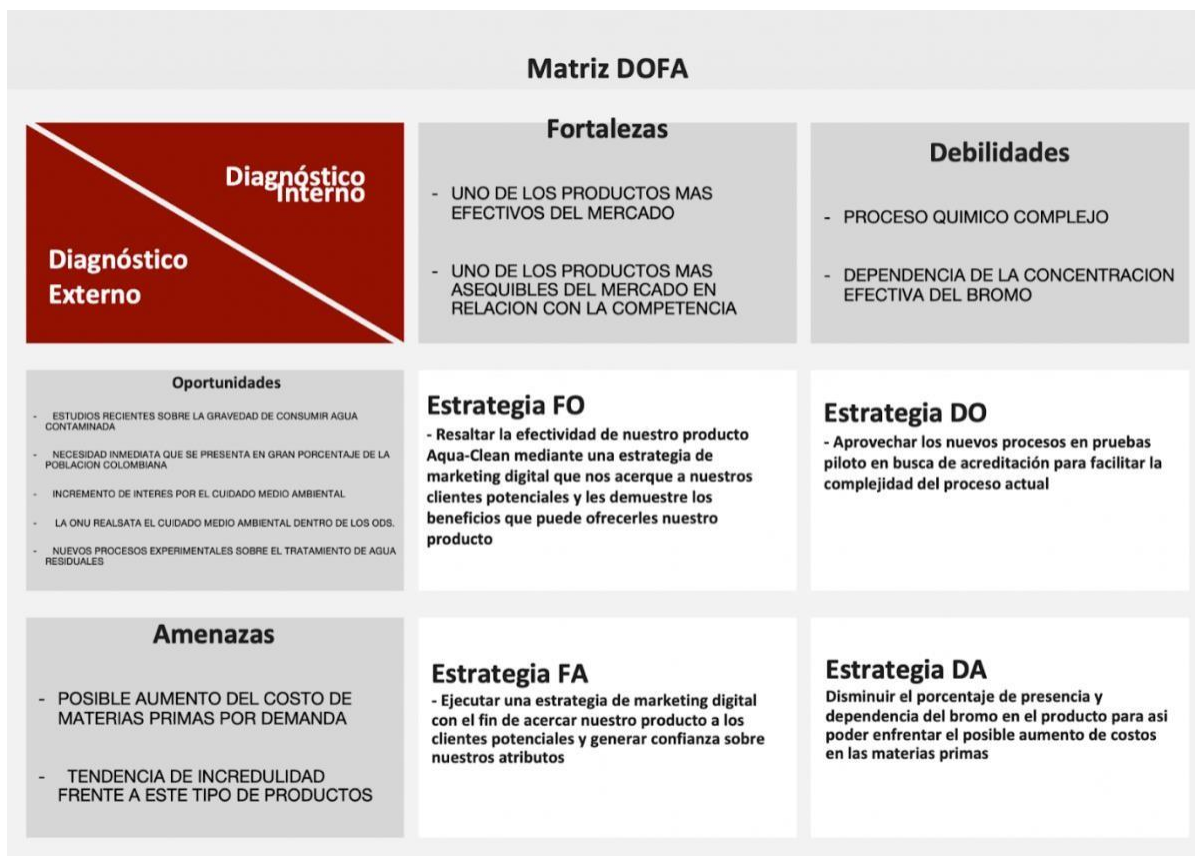 Matriz DOFA
Diagnóstico
Interno
Diagnóstico
Externo
Fortalezas
- UNO DE LOS PRODUCTOS MAS
EFECTIVOS DEL MERCADO
- UNO DE LOS PRODUCTOS MAS
ASEQUIBLES DEL MERCADO EN
RELACION CON LA COMPETENCIA
Debilidades
- PROCESO QUIMICO COMPLEJO
- DEPENDENCIA DE LA CONCENTRACION
EFECTIVA DEL BROMO
Oportunidades
- ESTUDIOS RECIENTES SOBRE LA GRAVEDAD DE CONSUMIR AGUA
CONTAMINADA
- NECESIDAD INMEDIATA QUE SE PRESENTA EN GRAN PORCENTAJE DE LA
POBLACION COLOMBIANA
- INCREMENTO DE INTERES POR EL CUIDADO MEDIO AMBIENTAL
- LA ONU REALSATA EL CUIDADO MEDIO AMBIENTAL DENTRO DE LOS ODS.
- NUEVOS PROCESOS EXPERIMENTALES SOBRE EL TRATAMIENTO DE AGUA
RESIDUALES
Estrategia FO
- Resaltar la efectividad de nuestro producto
Aqua-Clean mediante una estrategia de
marketing digital que nos acerque a nuestros
clientes potenciales y les demuestre los
beneficios que puede ofrecerles nuestro
producto
Estrategia DO
- Aprovechar los nuevos procesos en pruebas
piloto en busca de acreditación para facilitar la
complejidad del proceso actual
Amenazas
- POSIBLE AUMENTO DEL COSTO DE
MATERIAS PRIMAS POR DEMANDA
- TENDENCIA DE INCREDULIDAD
FRENTE A ESTE TIPO DE PRODUCTOS
Estrategia FA
- Ejecutar una estrategia de marketing digital
con el fin de acercar nuestro producto a los
clientes potenciales y generar confianza sobre
nuestros atributos
Estrategia DA
Disminuir el porcentaje de presencia y
dependencia del bromo en el producto para asi
poder enfrentar el posible aumento de costos
en las materias primas